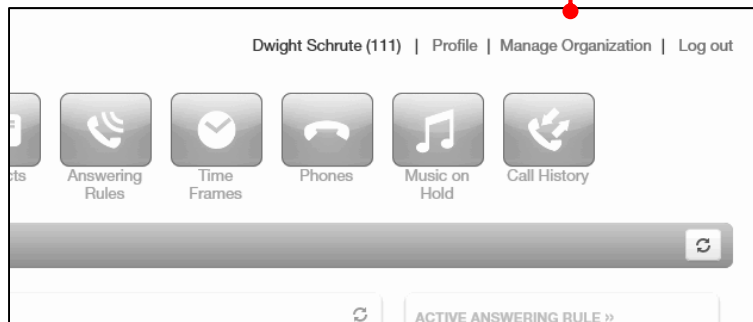 Dwight Schrute (111) | Profile | Manage Organization | Log out
cts Answering Rules Time Frames Phones Music on Hold Call History
ACTIVE ANSWERING RULE »